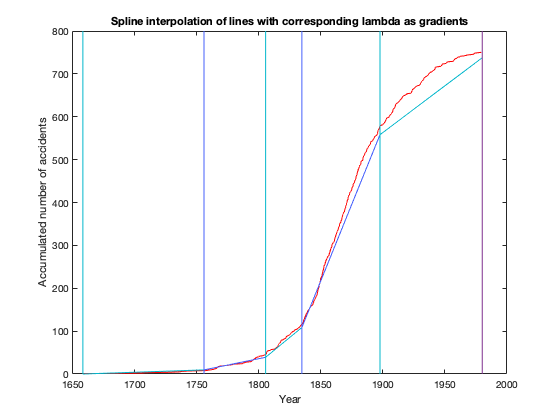 Spline interpolation of lines with corresponding lambda as gradients
800
700
600
500
400
300
200
100
0
Accumulated number of accidents
1650 1700 1750 1800 1850 1900 1950 2000
Year